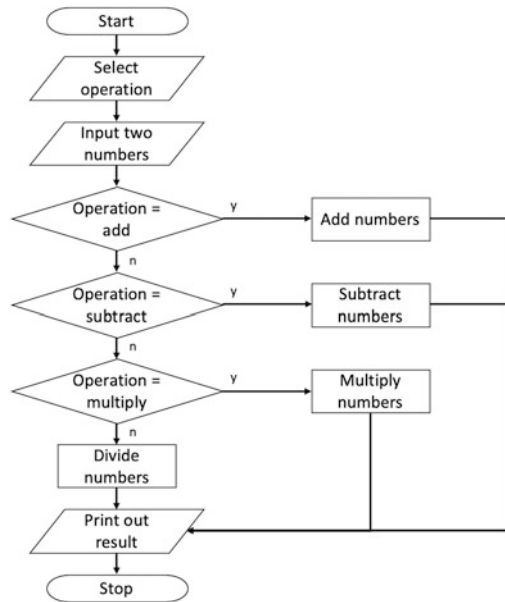 Start
Select
operation
Input two
numbers
Operation =
add
y
Add numbers
n
Operation =
subtract
y
Subtract
numbers
n
Operation =
multiply
y
Multiply
numbers
n
Divide
numbers
Print out
result
Stop